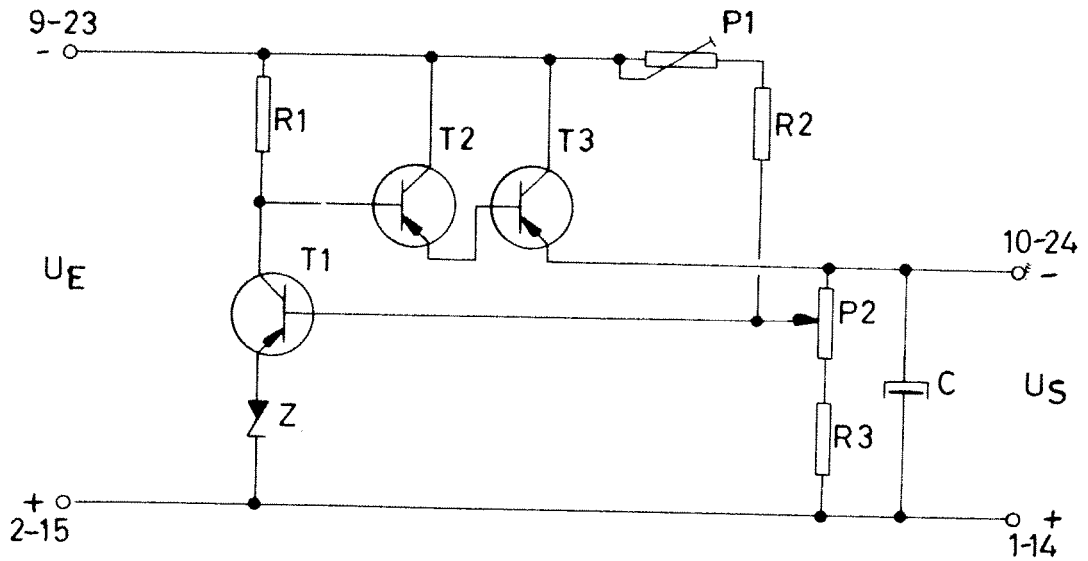 9-23
P1
-
R1
R2
T2
T3
10-24
-
T1
UE
P2
C
US
Z
R3
+
2-15
+
1-14